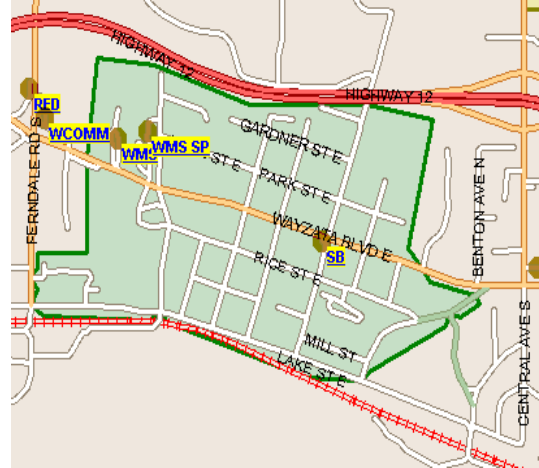 HIGHWAY 12
HIGHWAY 12
RED
WCOMM
WMS
WMS SP
GARDNER ST E
ST E
PARK ST E
FERNDALE RD S
WAYZATA BLVD E
BENTON AVE N
SB
RICE ST E
MILL ST
LAKE ST E
CENTRAL AVE S